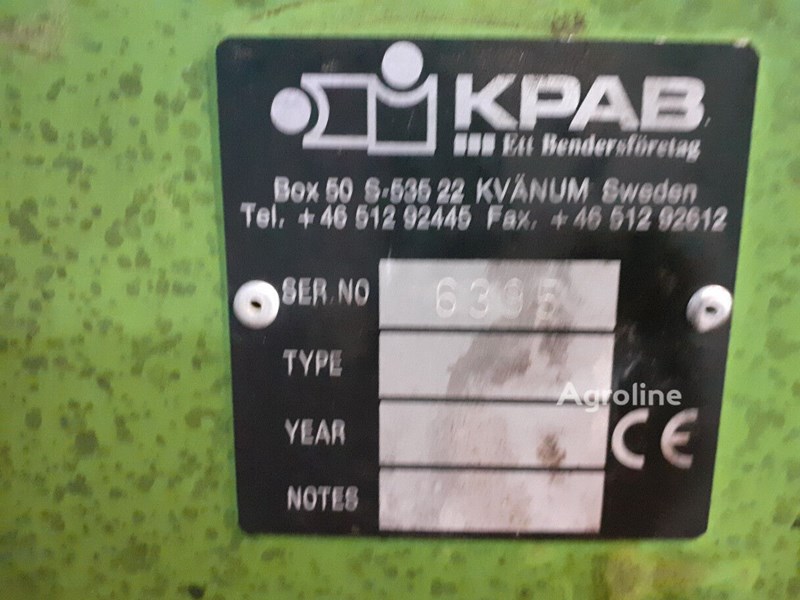 KPAB
Ett Bendersföretag
Box 50 S-535 22 KVÄNUM Sweden
Tel. +46 512 92445 Fax. +46 512 92612
SER.NO 6395
TYPE
YEAR
CE
NOTES
Agroline